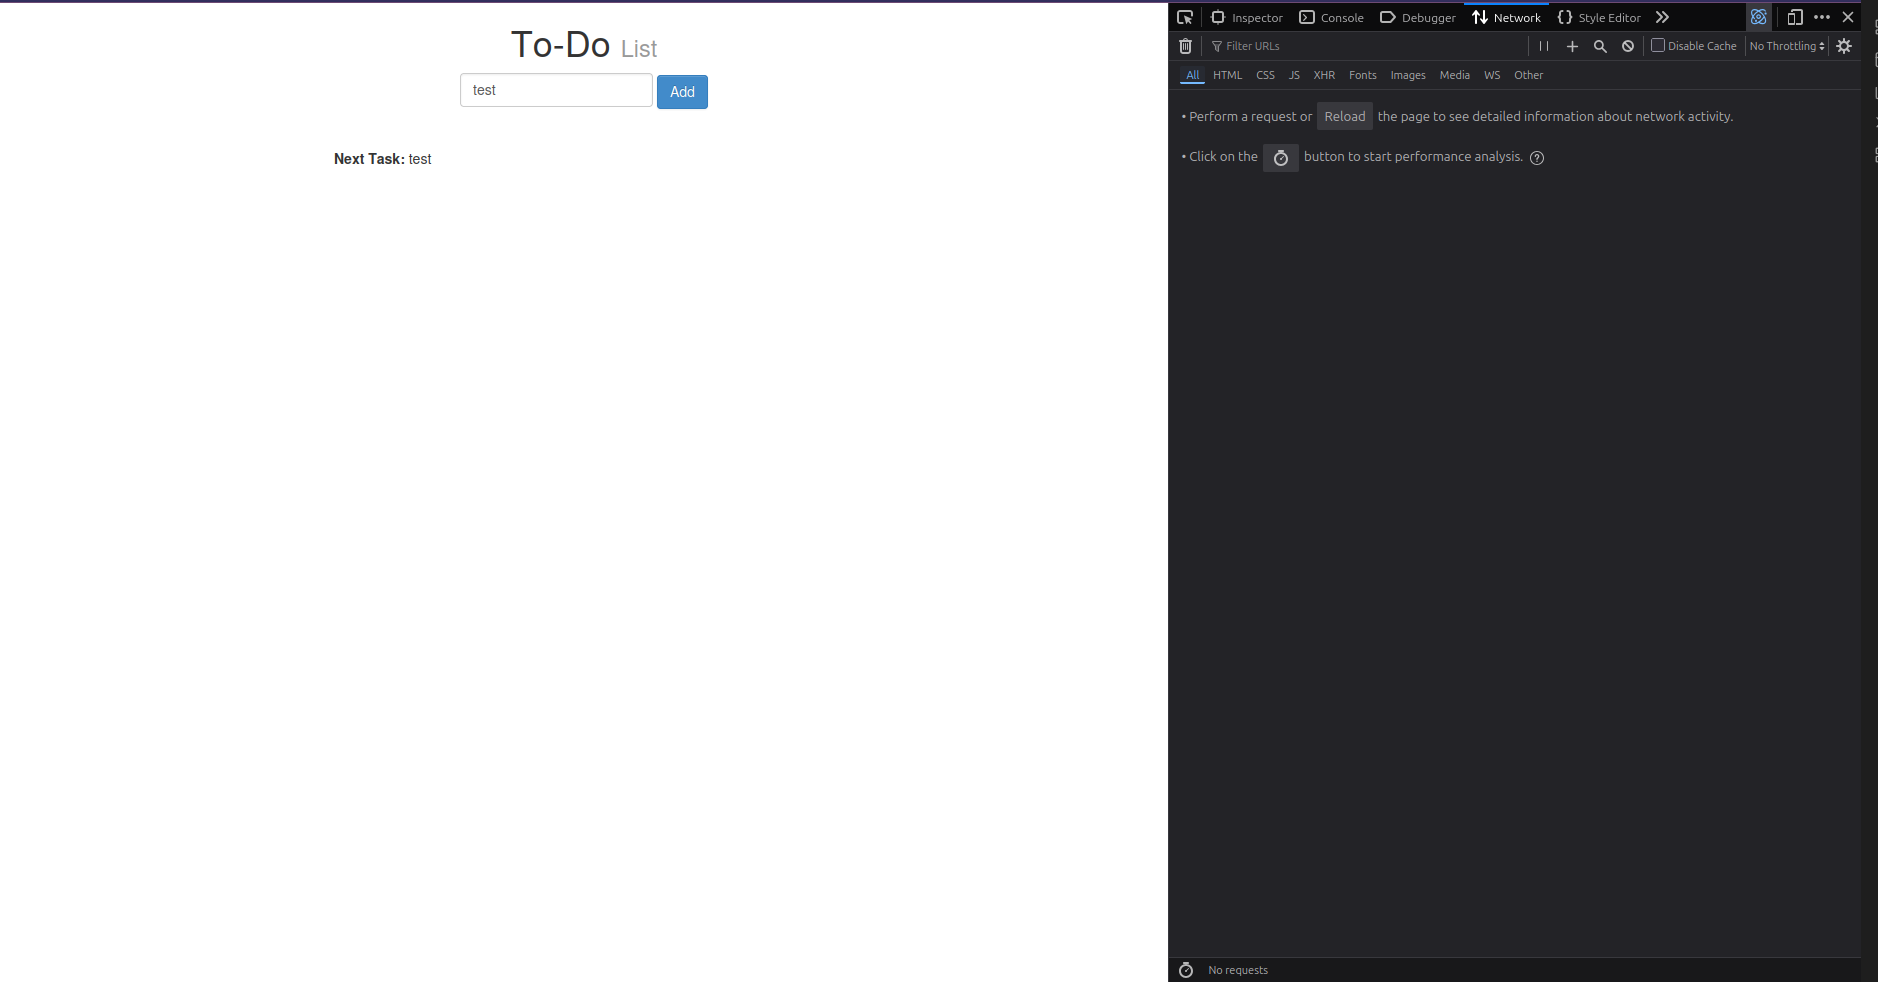 To-Do List
test
Add
Next Task: test
Inspector Console Debugger Network Style Editor
Filter URLs Disable Cache No Throttling
All HTML CSS JS XHR Fonts Images Media WS Other
• Perform a request or Reload the page to see detailed information about network activity.
• Click on the button to start performance analysis.
No requests